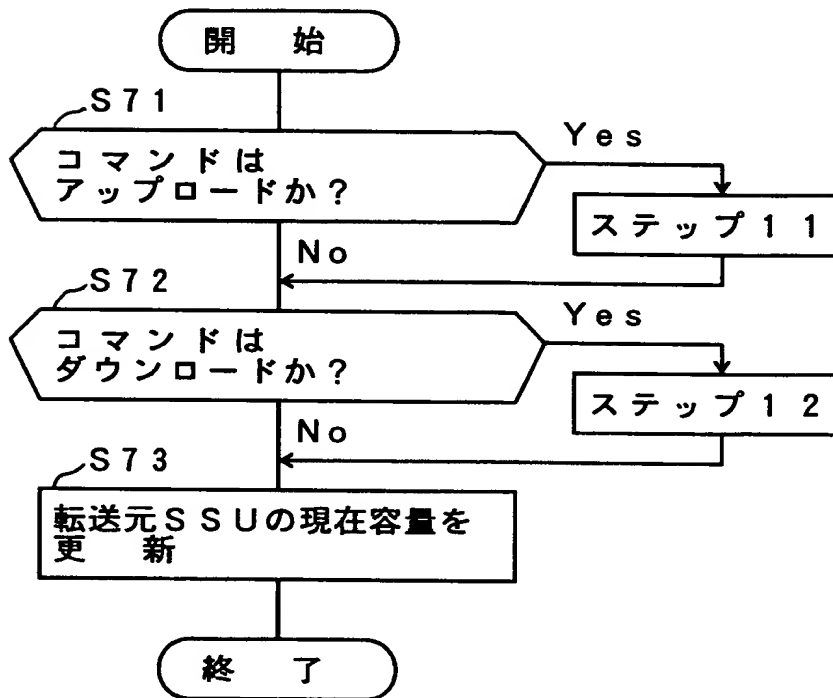 開 始
S71
コマンドは
アップロードか?
Yes
ステップ11
No
S72
コマンドは
ダウンロードか?
Yes
ステップ12
No
S73
転送元SSUの現在容量を
更 新
終 了